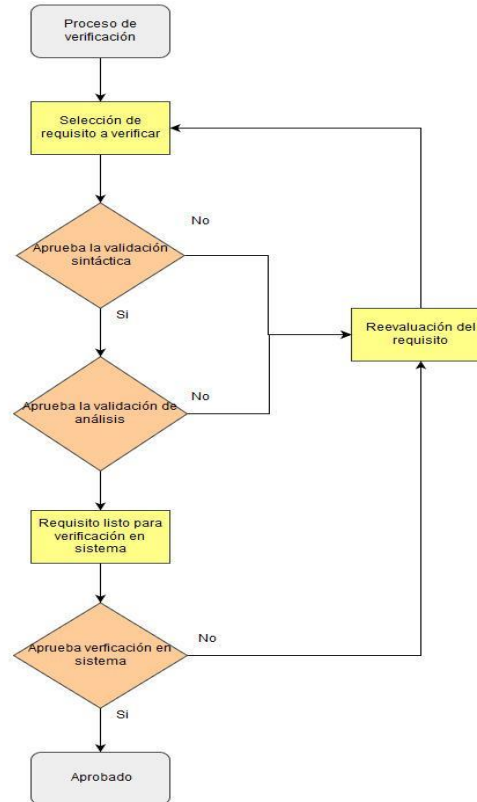 Proceso de
verificación
Selección de
requisito a verificar
No
Aprueba la validación
sintáctica
Si
Reevaluación del
requisito
No
Aprueba la validación de
análisis
Requisito listo para
verificación en
sistema
No
Aprueba verficación en
sistema
Si
Aprobado